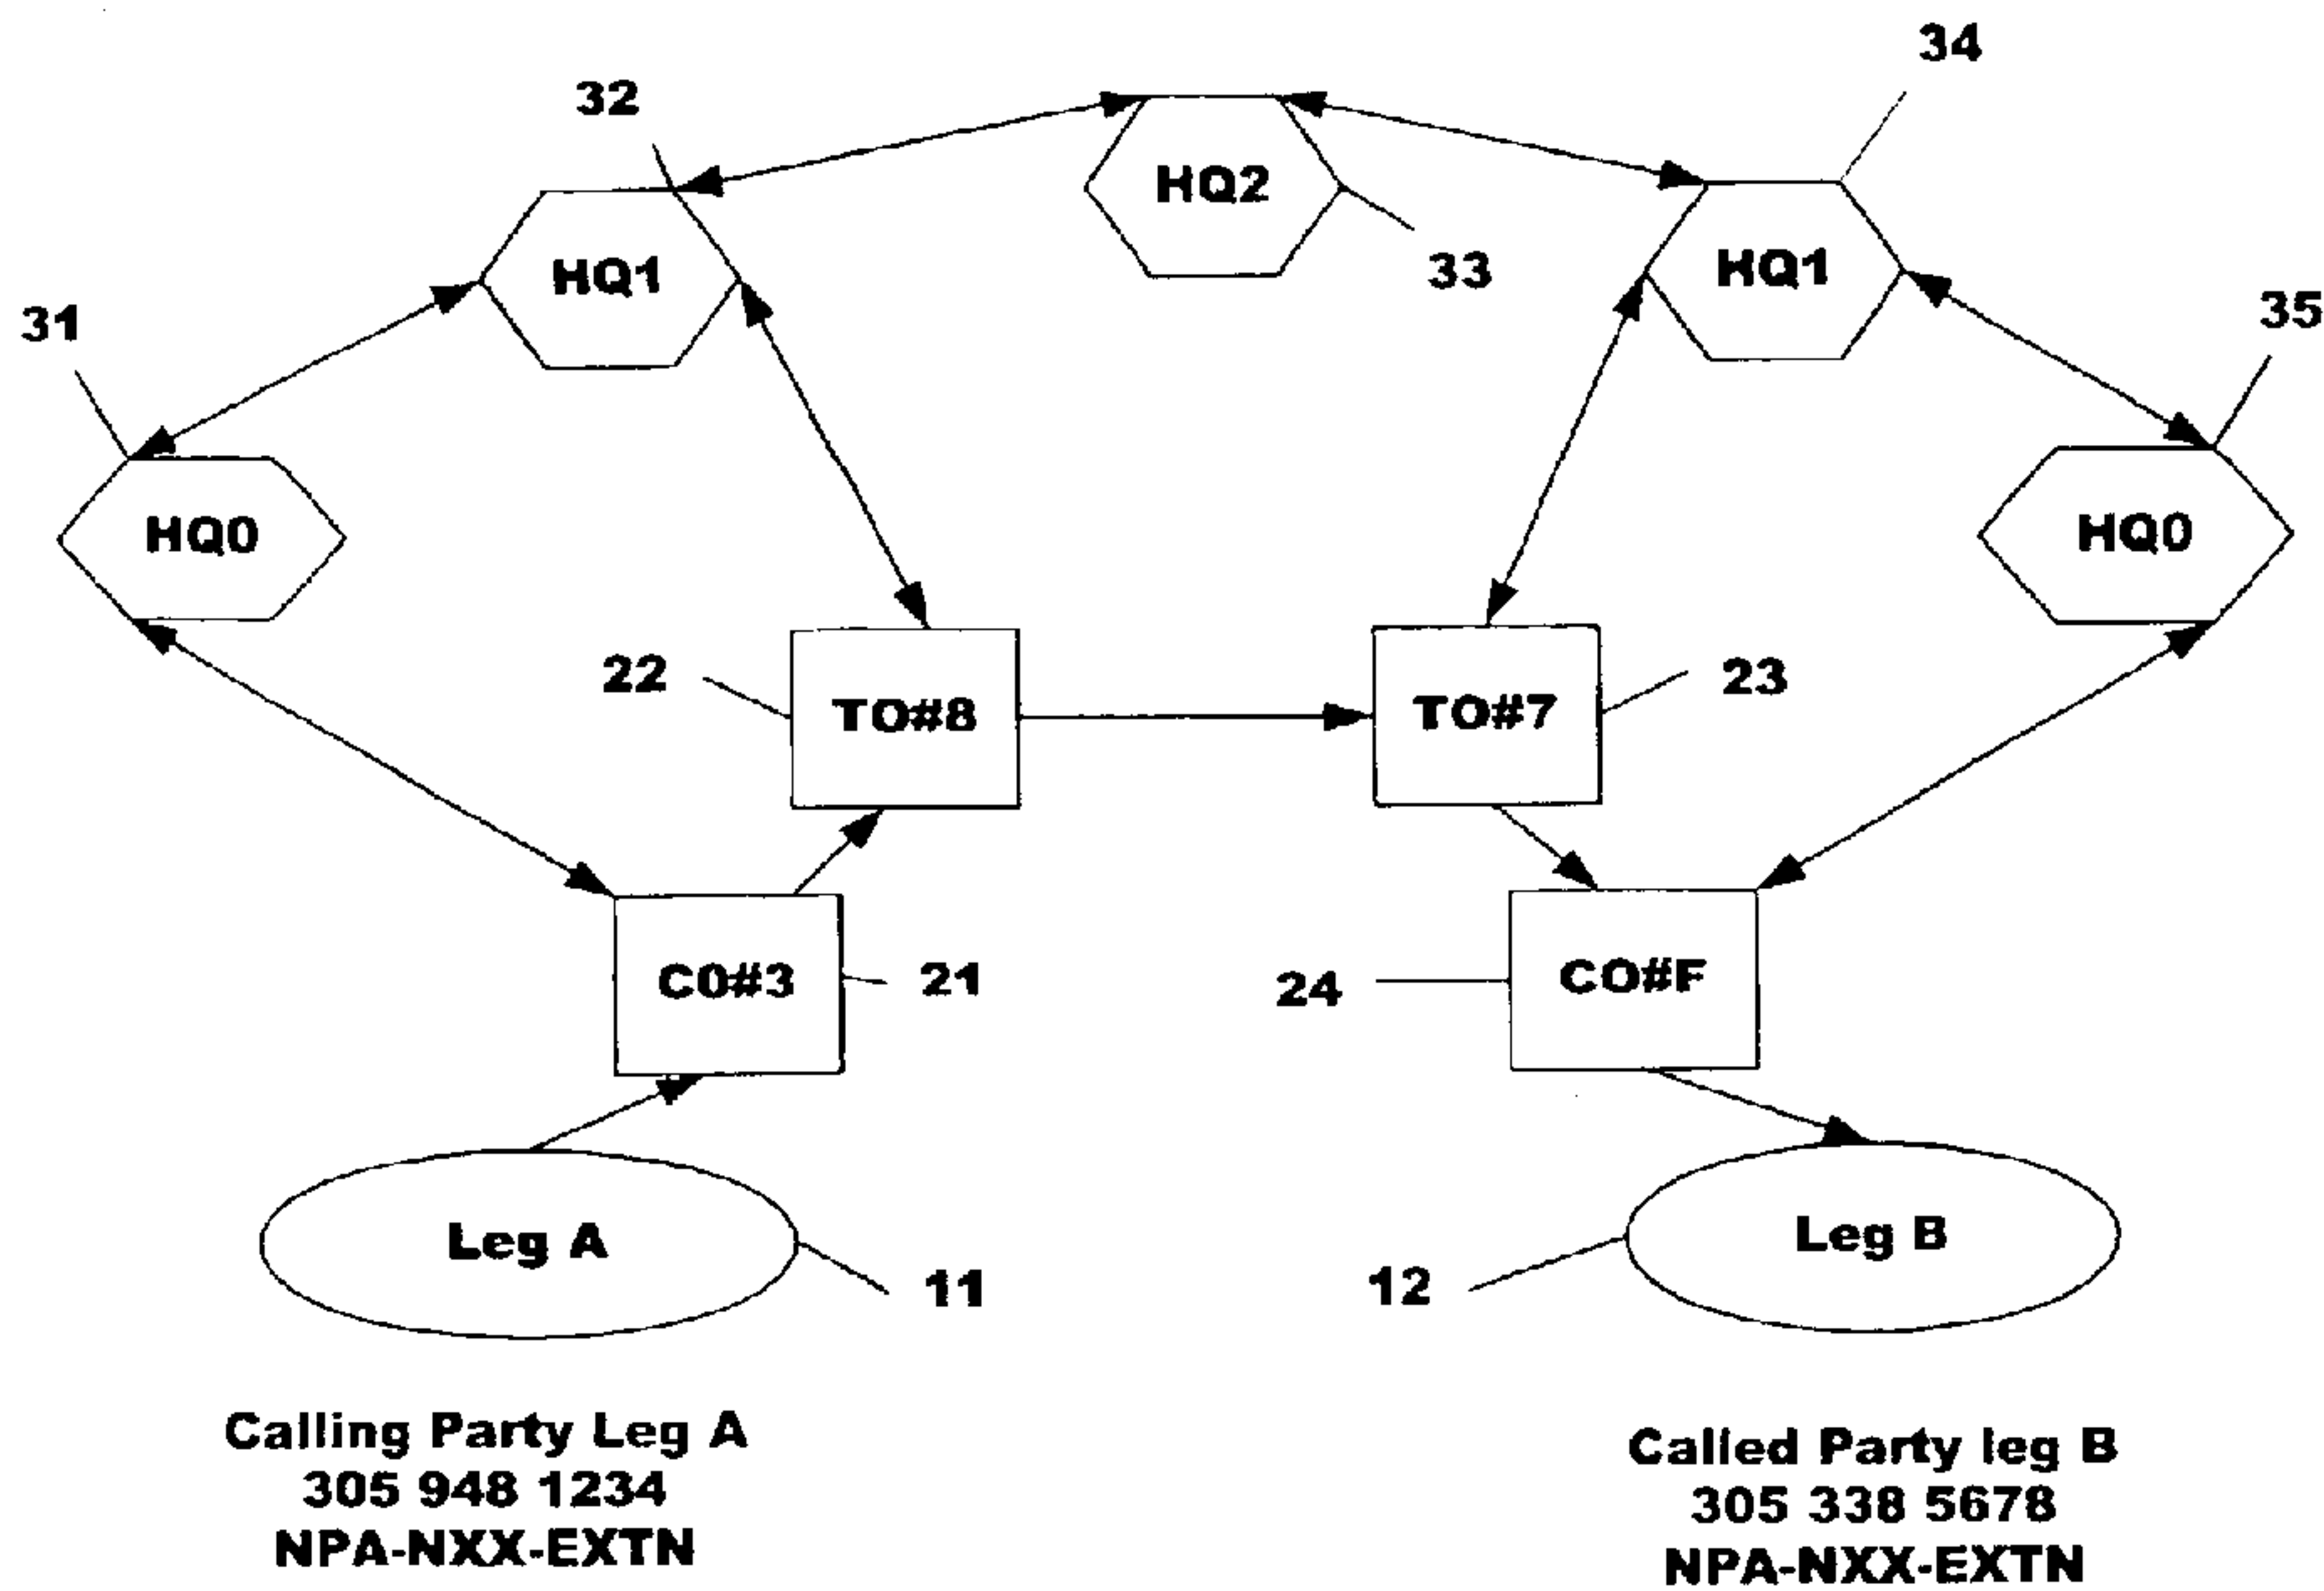 34
32
HQ2
33
HQ1
HQ1
31
35
HQ0
HQ0
22
TO#8
TO#7
23
C0#3
21
24
CO#F
Leg A
11
12
Leg B
Calling Party Leg A
305 948 1234
NPA-NXX-EXTN
Called Party leg B
305 338 5678
NPA-NXX-EXTN